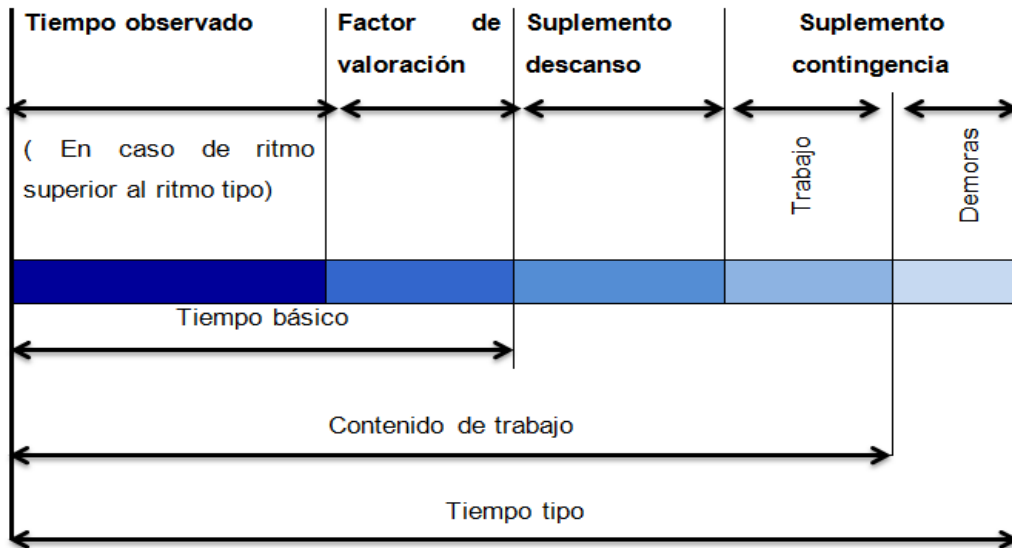 Tiempo observado
Factor de
valoración
Suplemento
descanso
Suplemento
contingencia
( En caso de ritmo
superior al ritmo tipo)
Trabajo
Demoras
Tiempo básico
Contenido de trabajo
Tiempo tipo